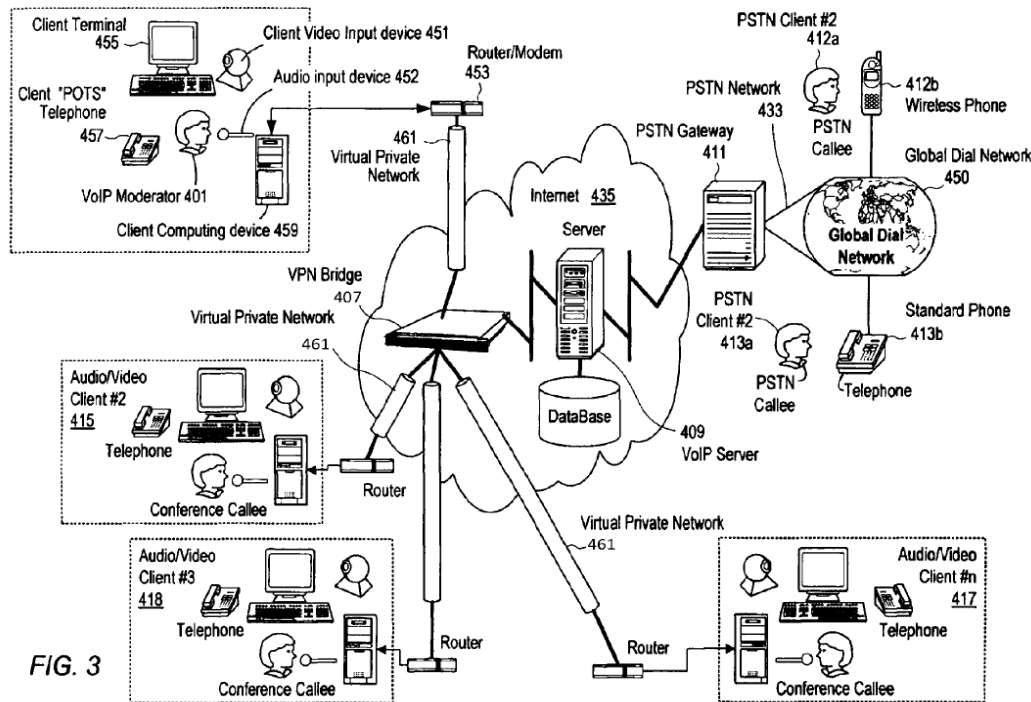 Client Terminal
455
Client Video Input device 451
Audio input device 452
Client "POTS"
Telephone
457
VoIP Moderator 401
Client Computing device 459
Router/Modem
453
461
Virtual Private
Network
Internet 435
Server
PSTN Gateway
411
PSTN Network
433
PSTN Client #2
412a
PSTN
Callee
412b
Wireless Phone
Global Dial Network
450
Global Dial
Network
VPN Bridge
407
Virtual Private Network
461
PSTN
Client #2
413a
PSTN
Callee
Standard Phone
413b
Telephone
DataBase
409
VoIP Server
Audio/Video
Client #2
415
Telephone
Conference Callee
Router
Virtual Private Network
461
Audio/Video
Client #3
418
Telephone
Conference Callee
Router
Router
Audio/Video
Client #n
417
Telephone
Conference Callee
FIG. 3